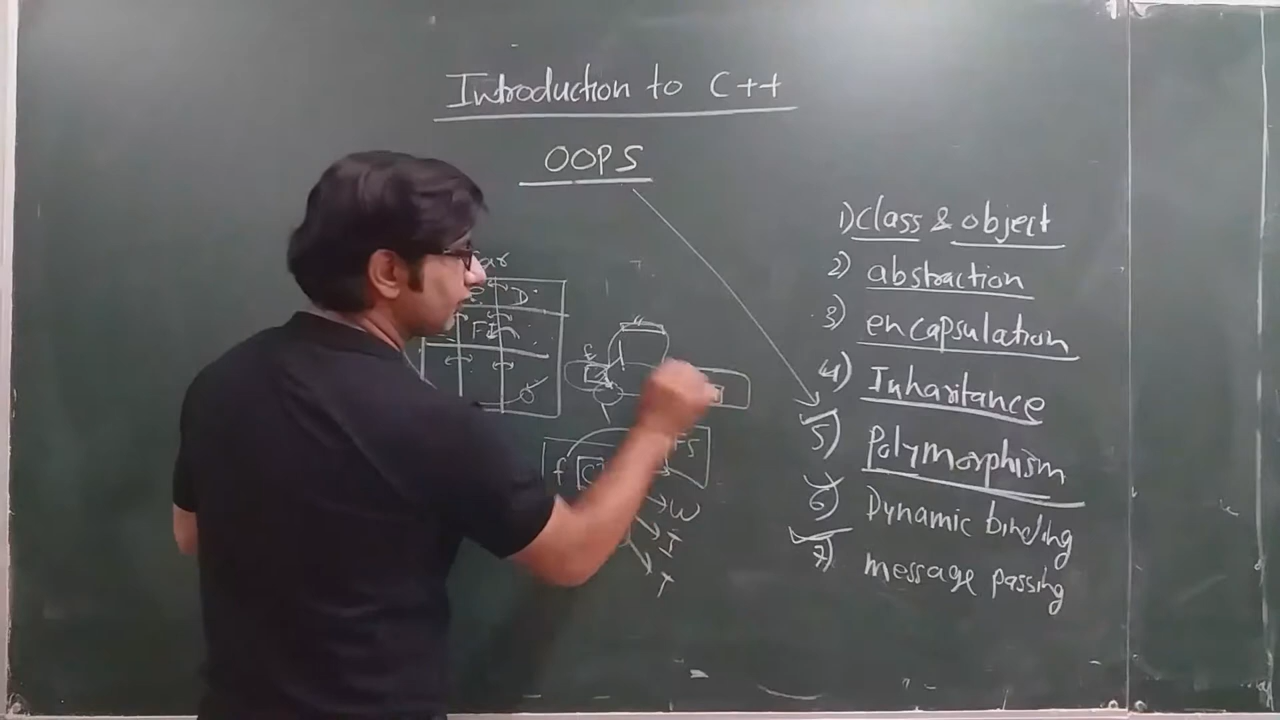 Introduction to C++
OOPS
1) class & object
2) abstraction
3) encapsulation
4) Inharitance
5) Polymorphism
6) Dynamic binding
7) message passing
D
FI
f
W
I
T